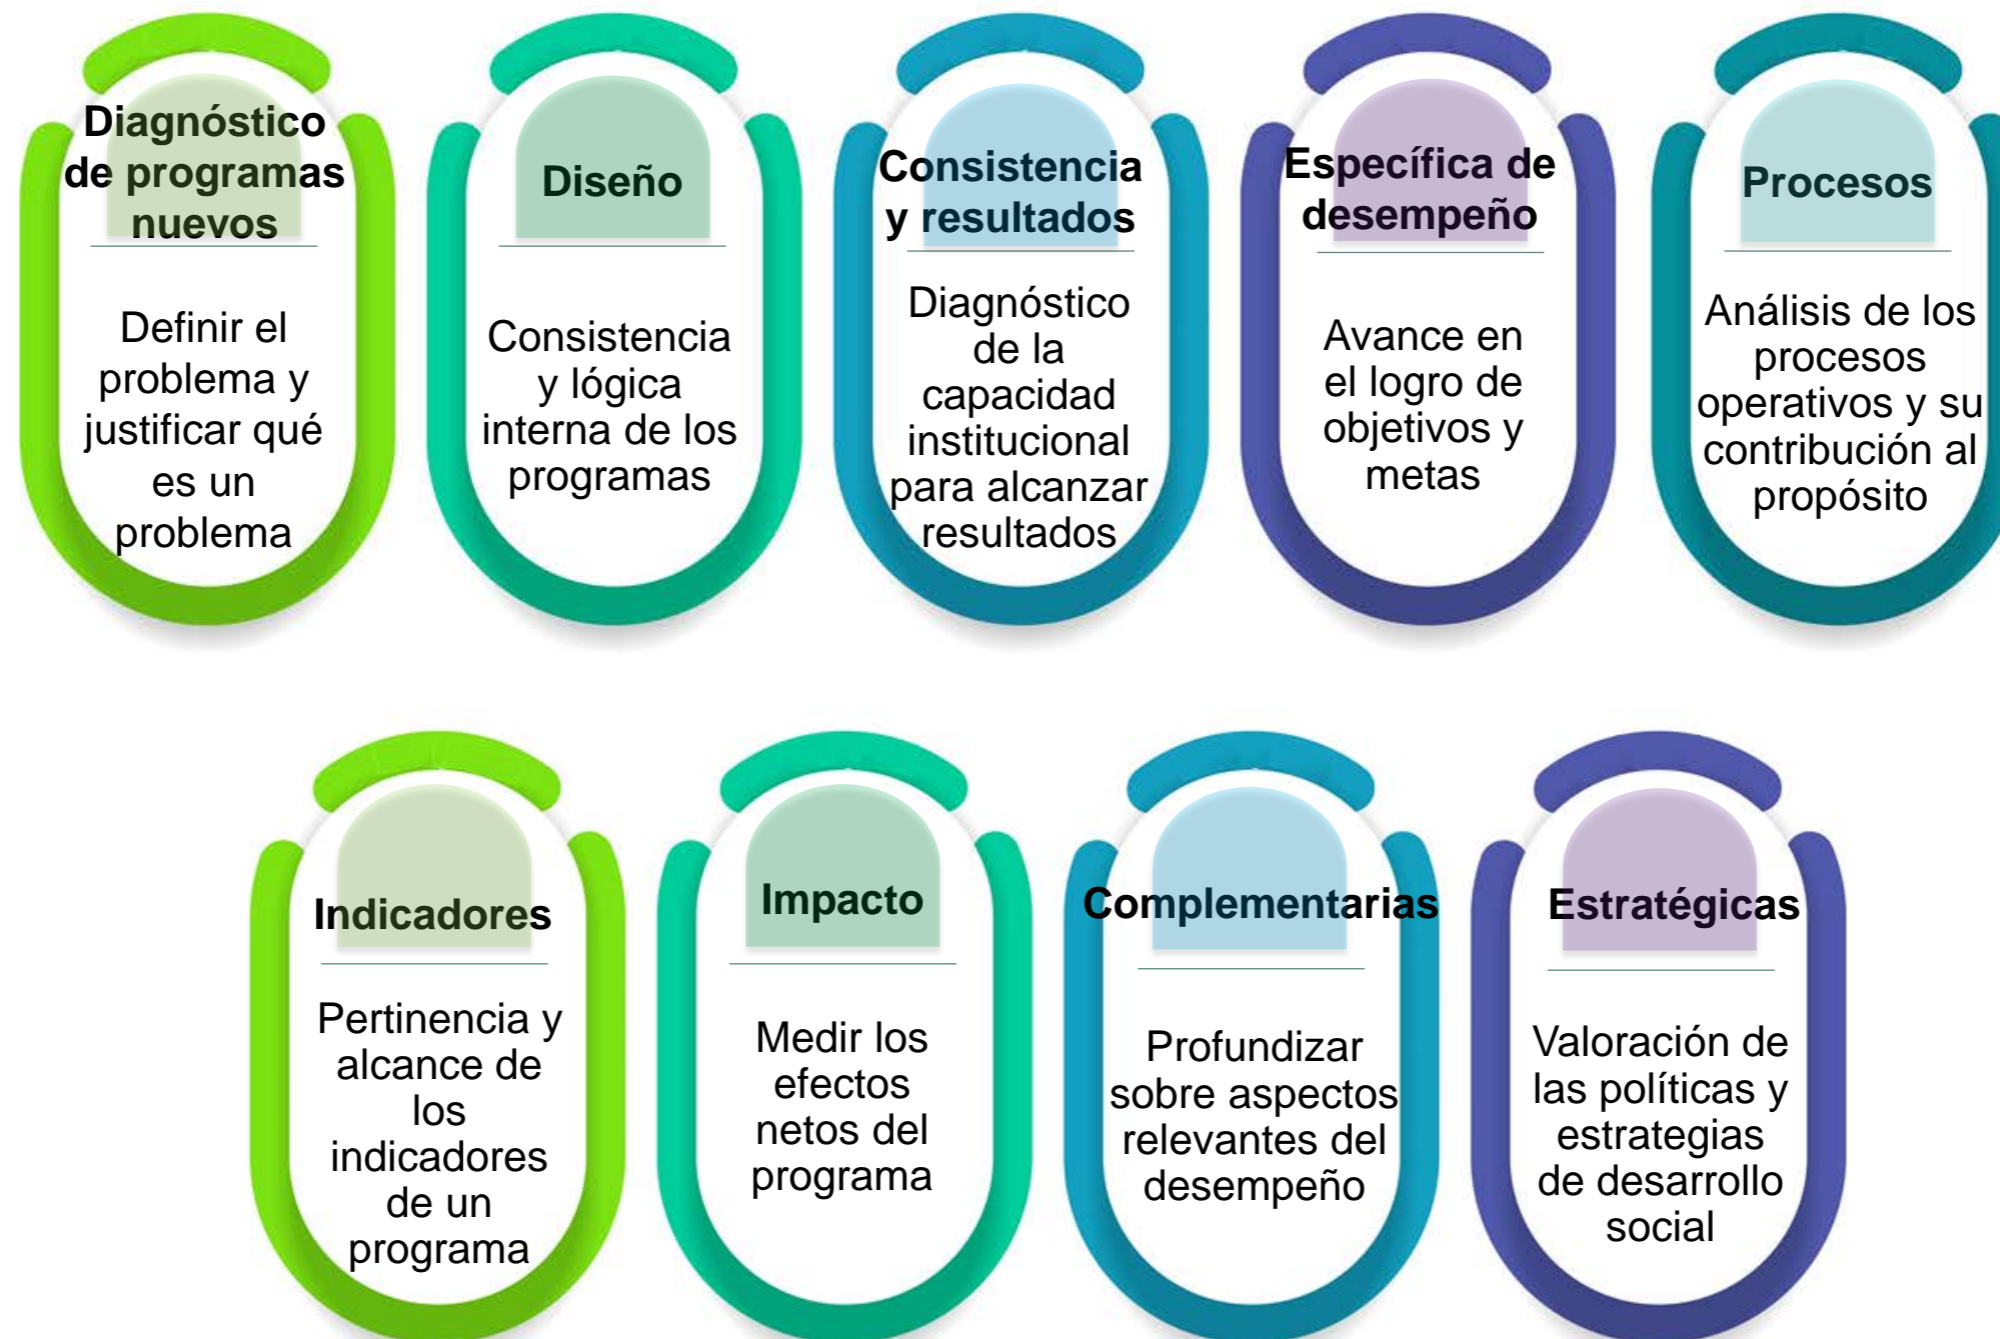 Diagnóstico
de programas
nuevos
Definir el
problema y
justificar qué
es un
problema
Diseño
Consistencia
y lógica
interna de los
programas
Consistencia
y resultados
Diagnóstico
de la
capacidad
institucional
para alcanzar
resultados
Específica de
desempeño
Avance en
el logro de
objetivos y
metas
Procesos
Análisis de los
procesos
operativos y su
contribución al
propósito
Indicadores
Pertinencia y
alcance de
los
indicadores
de un
programa
Impacto
Medir los
efectos
netos del
programa
Complementarias
Profundizar
sobre aspectos
relevantes del
desempeño
Estratégicas
Valoración de
las políticas y
estrategias
de desarrollo
social